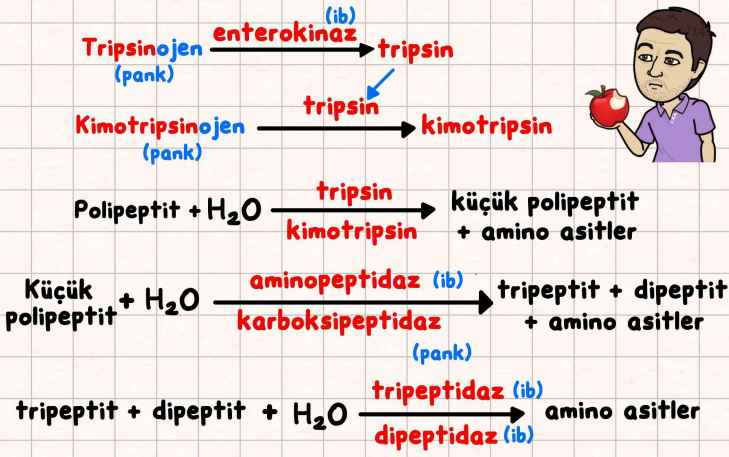 (ib)
Tripsinojen enterokinaz tripsin
(pank)
tripsin
Kimotripsinojen kimotripsin
(pank)
tripsin
Polipeptit + H₂O küçük polipeptit
kimotripsin + amino asitler
aminopeptidaz (ib)
Küçük polipeptit + H₂O tripeptit + dipeptit
karboksipeptidaz + amino asitler
(pank)
tripeptidaz (ib)
tripeptit + dipeptit + H₂O amino asitler
dipeptidaz (ib)